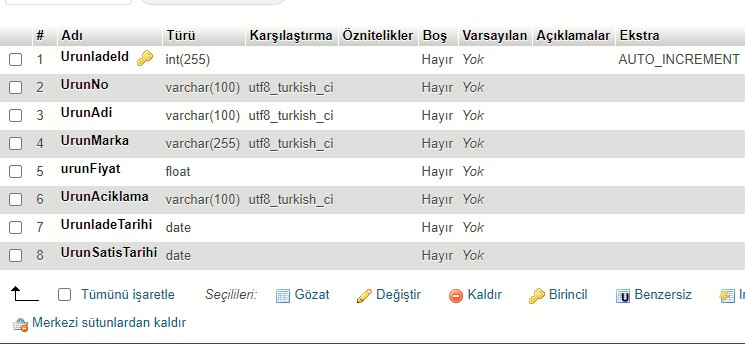 # Adı Türü Karşılaştırma Öznitelikler Boş Varsayılan Açıklamalar Ekstra
1 UrunIadeId int(255) Hayır Yok AUTO_INCREMENT
2 UrunNo varchar(100) utf8_turkish_ci Hayır Yok
3 UrunAdi varchar(100) utf8_turkish_ci Hayır Yok
4 UrunMarka varchar(255) utf8_turkish_ci Hayır Yok
5 urunFiyat float Hayır Yok
6 UrunAciklama varchar(100) utf8_turkish_ci Hayır Yok
7 UrunIadeTarihi date Hayır Yok
8 UrunSatisTarihi date Hayır Yok
Tümünü işaretle Seçilileri: Gözat Değiştir Kaldır Birincil Benzersiz
Merkezi sütunlardan kaldır